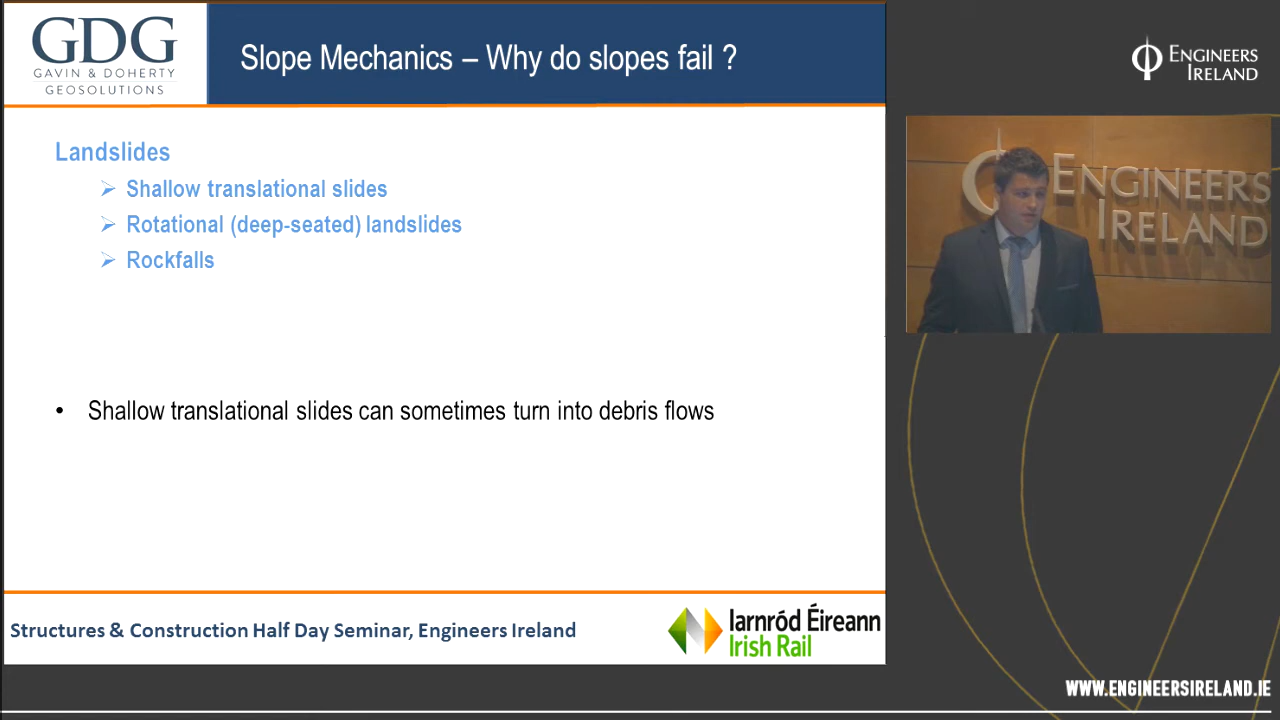 GDG
GAVIN & DOHERTY
GEOSOLUTIONS
Slope Mechanics – Why do slopes fail ?
ENGINEERS
IRELAND
Landslides
➢ Shallow translational slides
➢ Rotational (deep-seated) landslides
➢ Rockfalls
ENGINEERS
IRELAND
• Shallow translational slides can sometimes turn into debris flows
Structures & Construction Half Day Seminar, Engineers Ireland
Iarnród Éireann
Irish Rail
WWW.ENGINEERSIRELAND.IE